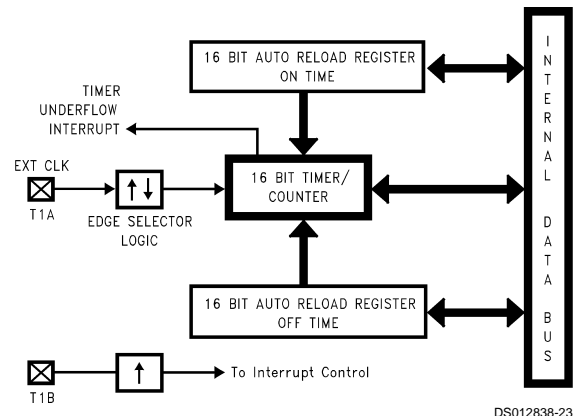 16 BIT AUTO RELOAD REGISTER
ON TIME
TIMER
UNDERFLOW
INTERRUPT
EXT CLK
T1A
EDGE SELECTOR
LOGIC
16 BIT TIMER/
COUNTER
16 BIT AUTO RELOAD REGISTER
OFF TIME
T1B
To Interrupt Control
INTERNAL DATA BUS
DS012838-23